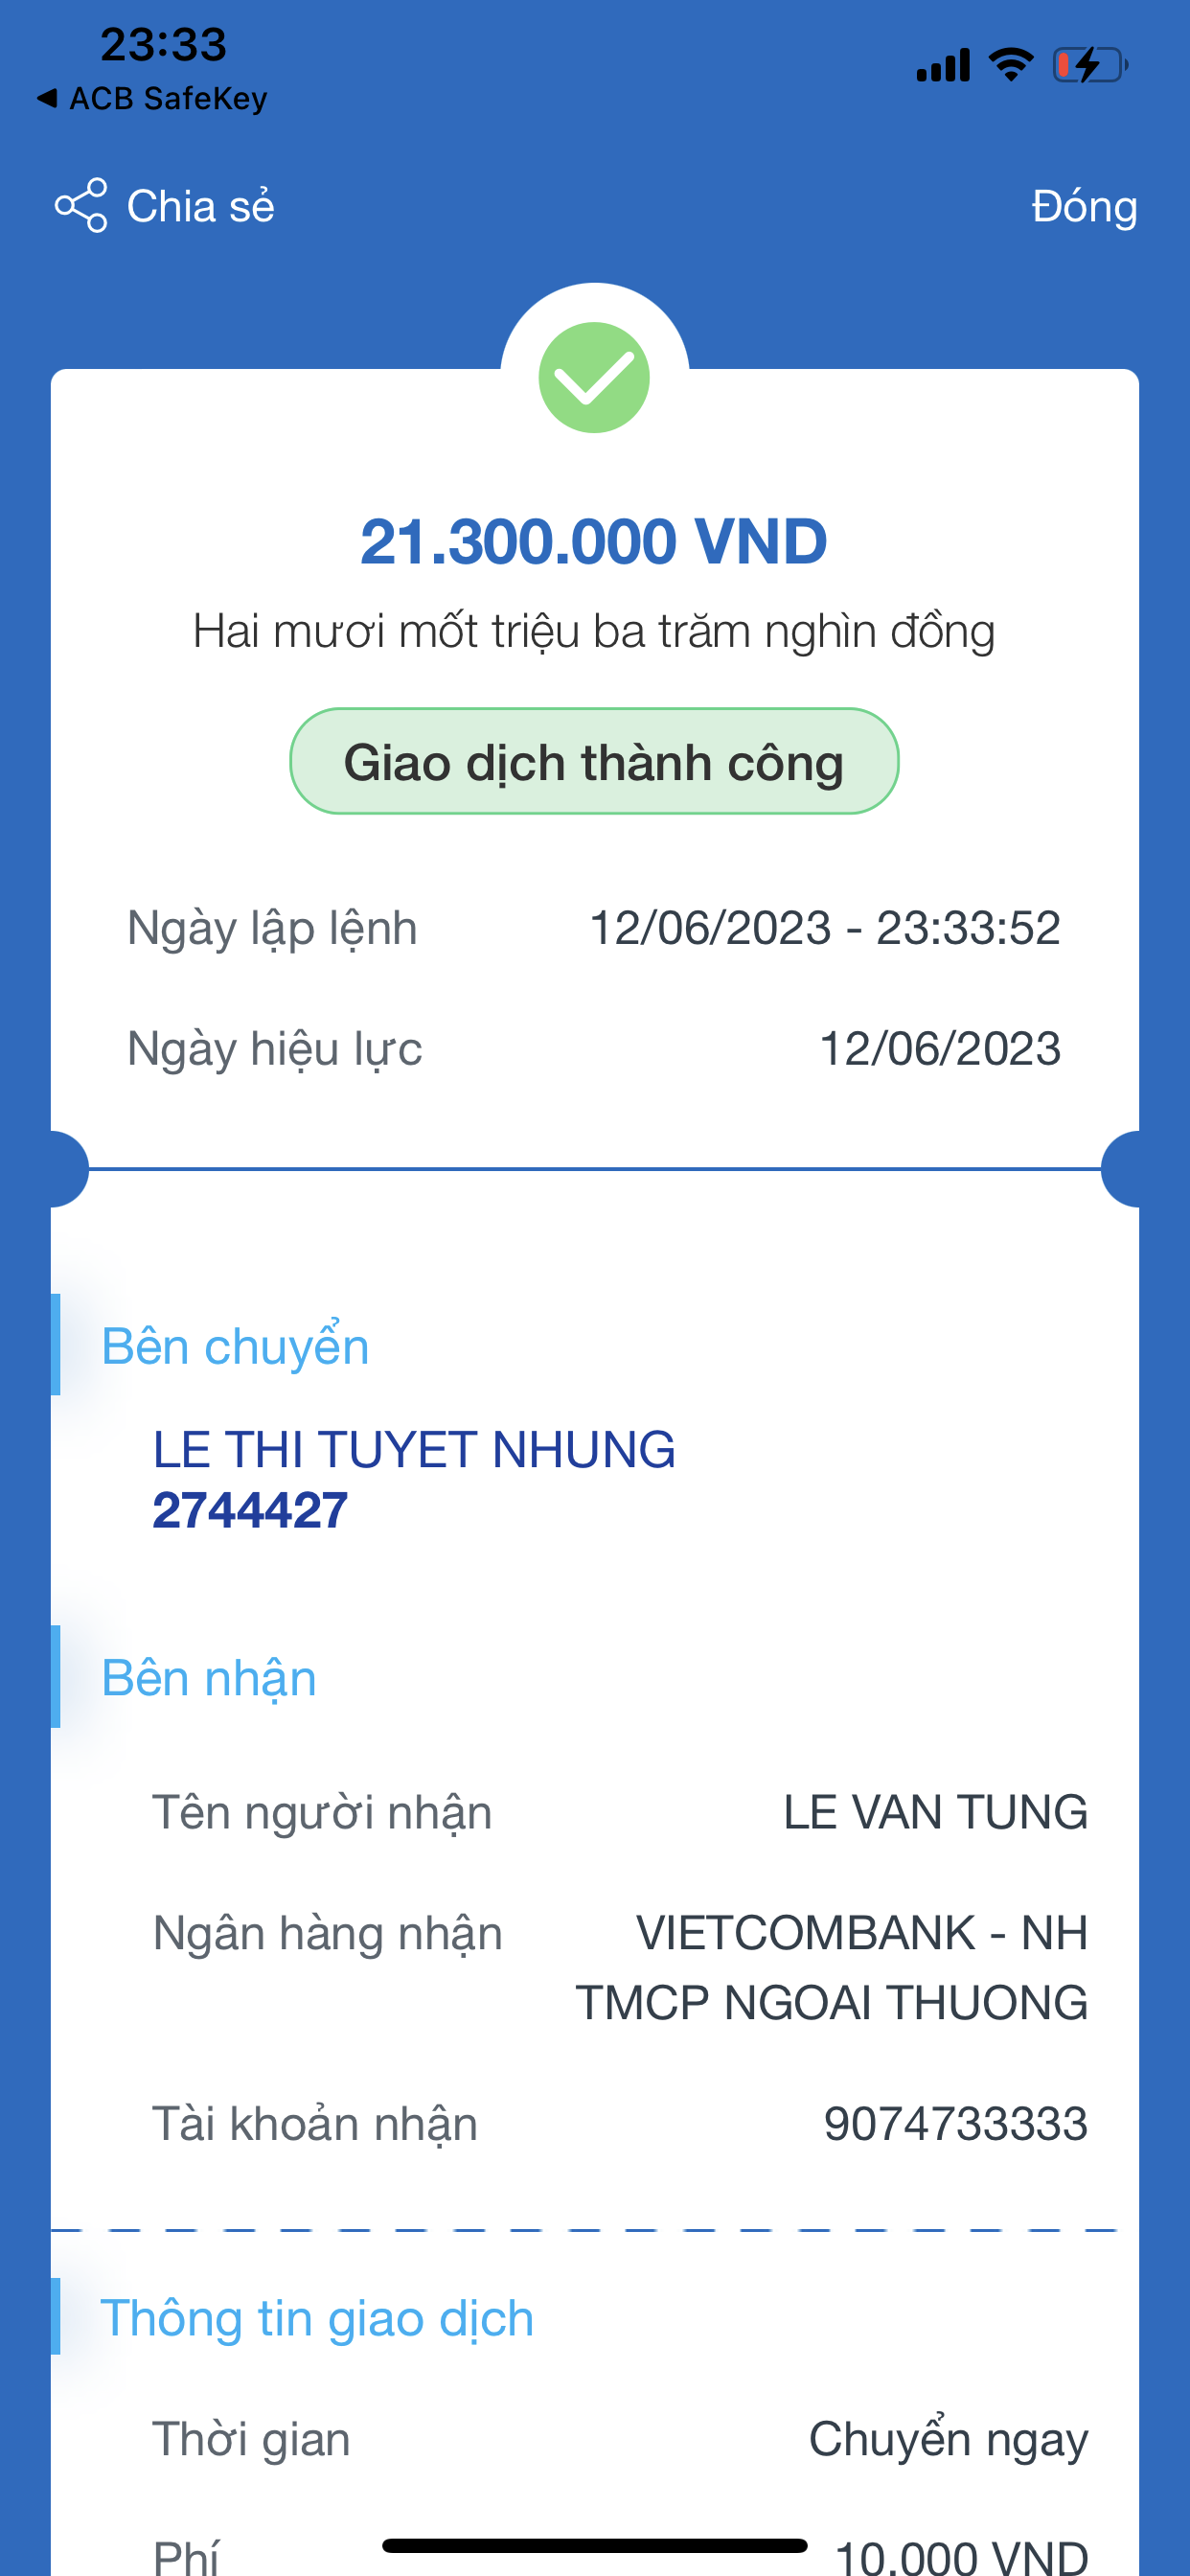 23:33
◀ ACB SafeKey
Chia sẻ
Đóng
21.300.000 VND
Hai mươi mốt triệu ba trăm nghìn đồng
Giao dịch thành công
Ngày lập lệnh 12/06/2023 - 23:33:52
Ngày hiệu lực 12/06/2023
Bên chuyển
LE THI TUYET NHUNG
2744427
Bên nhận
Tên người nhận LE VAN TUNG
Ngân hàng nhận VIETCOMBANK - NH
TMCP NGOAI THUONG
Tài khoản nhận 9074733333
Thông tin giao dịch
Thời gian Chuyển ngay
Phí 10.000 VND